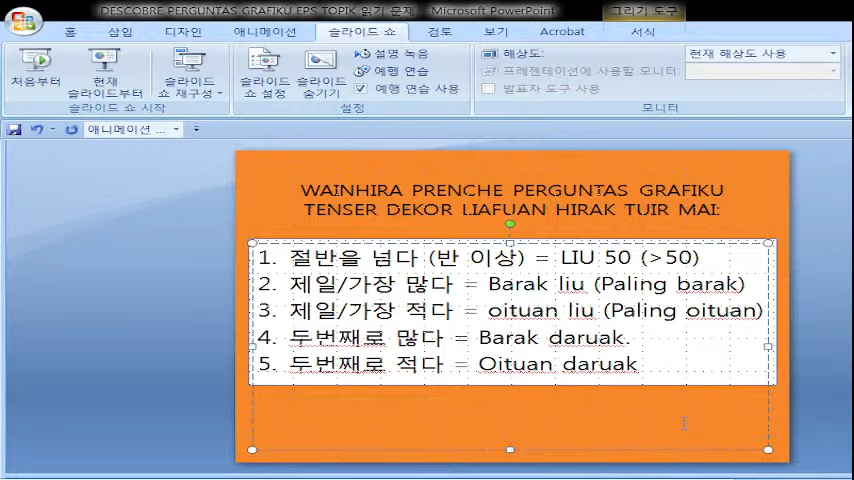 DESCOBRE PERGUNTAS GRAFIKU EPS TOPIK 읽기 문제 Microsoft PowerPoint 그리기 도구
홈 삽입 디자인 애니메이션 슬라이드 쇼 검토 보기 Acrobat 서식
처음부터
현재
슬라이드부터
슬라이드
쇼 재구성
슬라이드 쇼 시작
슬라이드
쇼 설정
슬라이드
숨기기
설명 녹음
예행 연습
예행 연습 사용
설정
해상도: 현재 해상도 사용
프레젠테이션에 사용할 모니터:
발표자 도구 사용
모니터
애니메이션 ...
WAINHIRA PRENCHE PERGUNTAS GRAFIKU
TENSER DEKOR LIAFUAN HIRAK TUIR MAI:
1. 절반을 넘다 (반 이상) = LIU 50 (>50)
2. 제일/가장 많다 = Barak liu (Paling barak)
3. 제일/가장 적다 = oituan liu (Paling oituan)
4. 두번째로 많다 = Barak daruak.
5. 두번째로 적다 = Oituan daruak